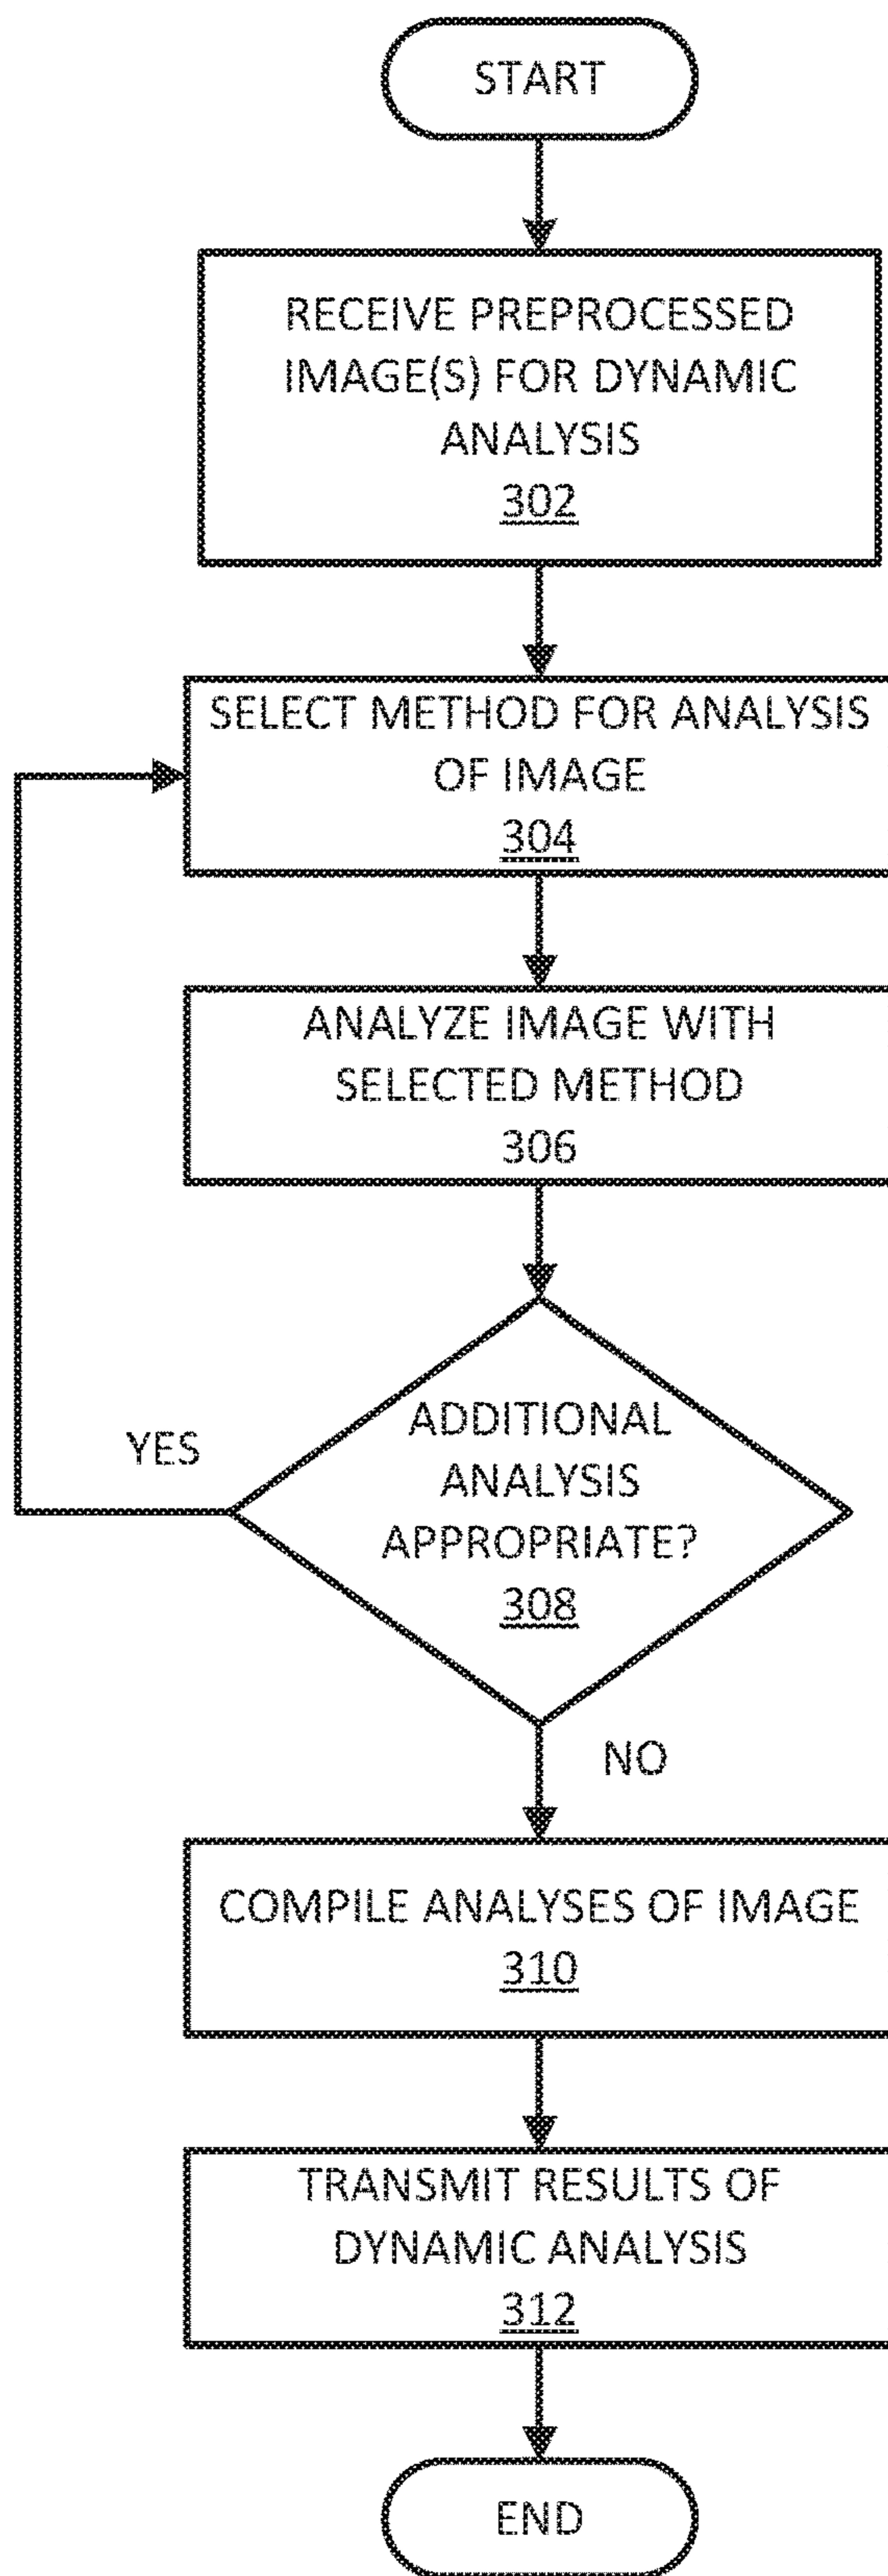 START
RECEIVE PREPROCESSED
IMAGE(S) FOR DYNAMIC
ANALYSIS
302
SELECT METHOD FOR ANALYSIS
OF IMAGE
304
ANALYZE IMAGE WITH
SELECTED METHOD
306
ADDITIONAL
ANALYSIS
APPROPRIATE?
308
YES
NO
COMPILE ANALYSES OF IMAGE
310
TRANSMIT RESULTS OF
DYNAMIC ANALYSIS
312
END